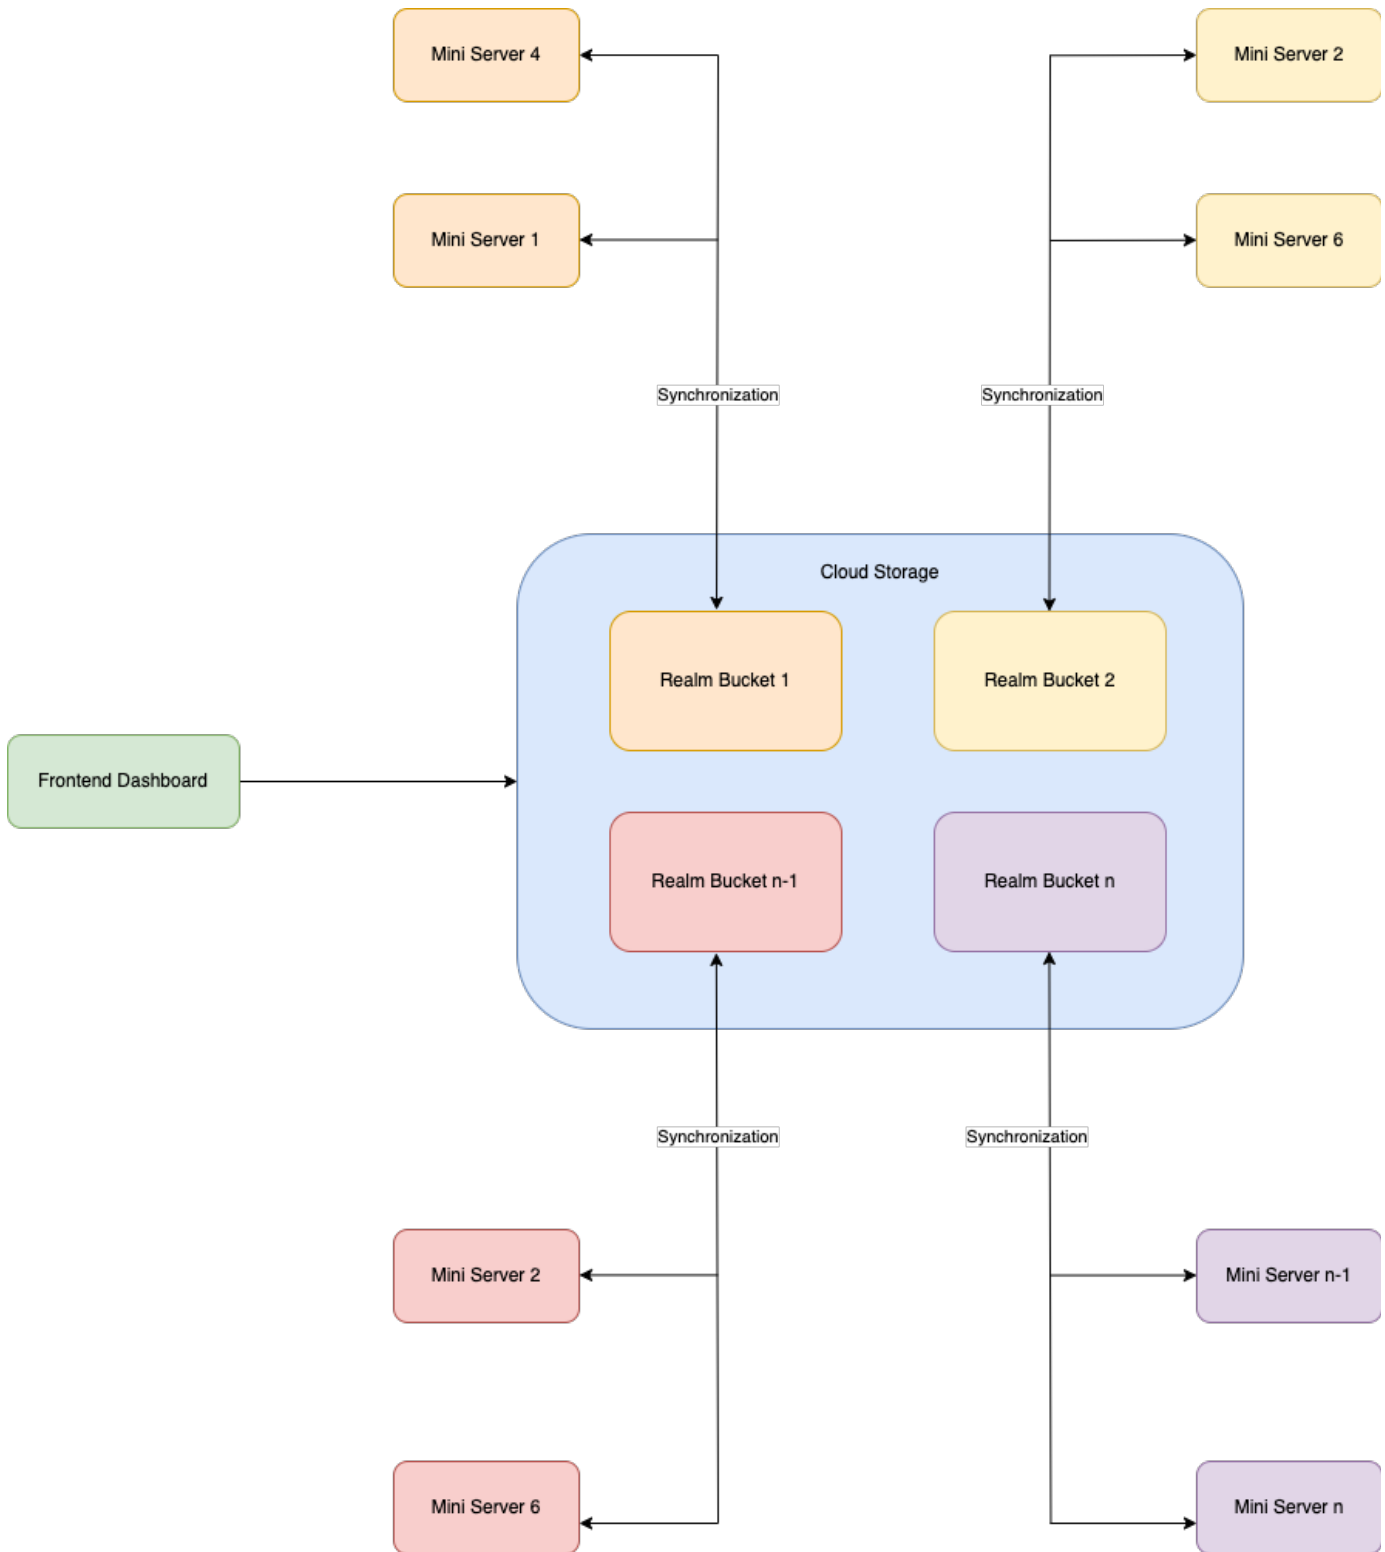 Mini Server 4
Mini Server 2
Mini Server 1
Mini Server 6
Synchronization
Synchronization
Cloud Storage
Realm Bucket 1
Realm Bucket 2
Frontend Dashboard
Realm Bucket n-1
Realm Bucket n
Synchronization
Synchronization
Mini Server 2
Mini Server n-1
Mini Server 6
Mini Server n